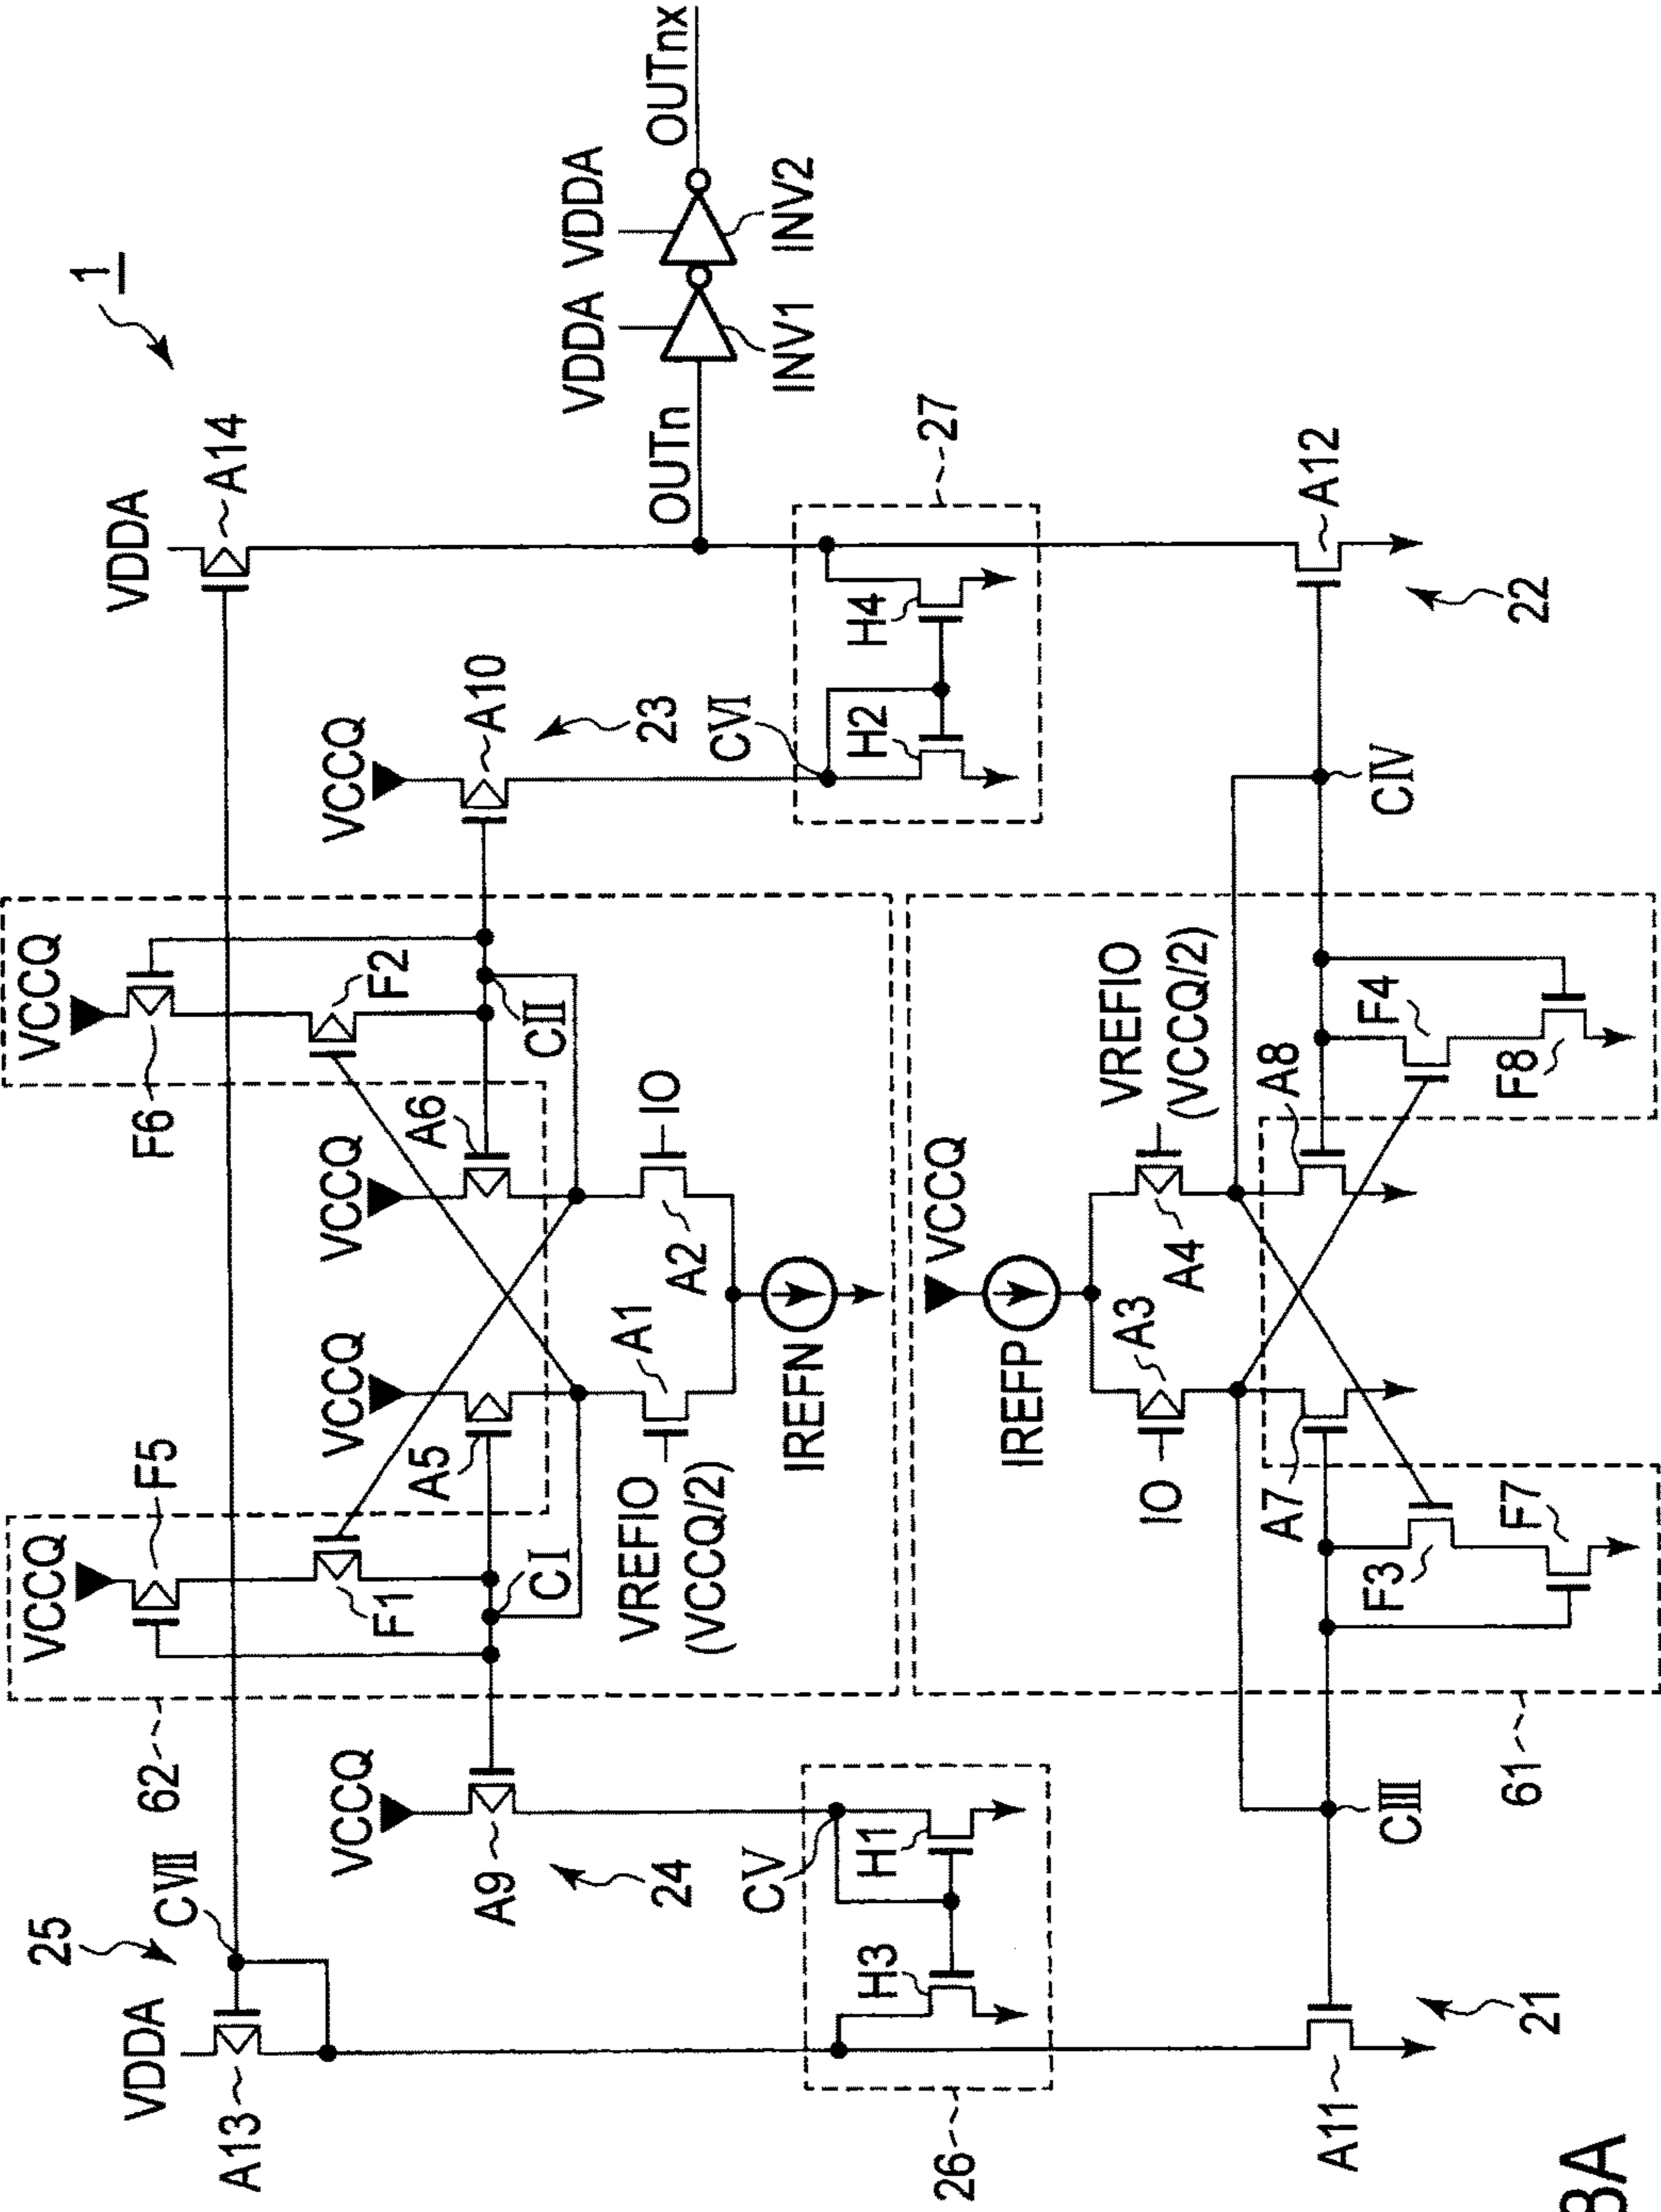 1
25
CVII
VDDA
A13
62
VCCQ
F5
F1
VCCQ
A5
VCCQ
A6
F6
VCCQ
F2
VDDA
A14
VCCQ
A9
24
C I
CII
VCCQ
A10
23
VREFIO
(VCCQ/2)
A1
A2
IO
IREFN
CV
H1
H3
26
CVI
H2
H4
27
OUTn
VDDA
VDDA
INV1
INV2
OUTnx
VCCQ
IREFP
IO
A3
A4
VREFIO
(VCCQ/2)
A7
A8
F3
F7
F4
F8
61
CIII
CIV
A11
21
A12
22
8A